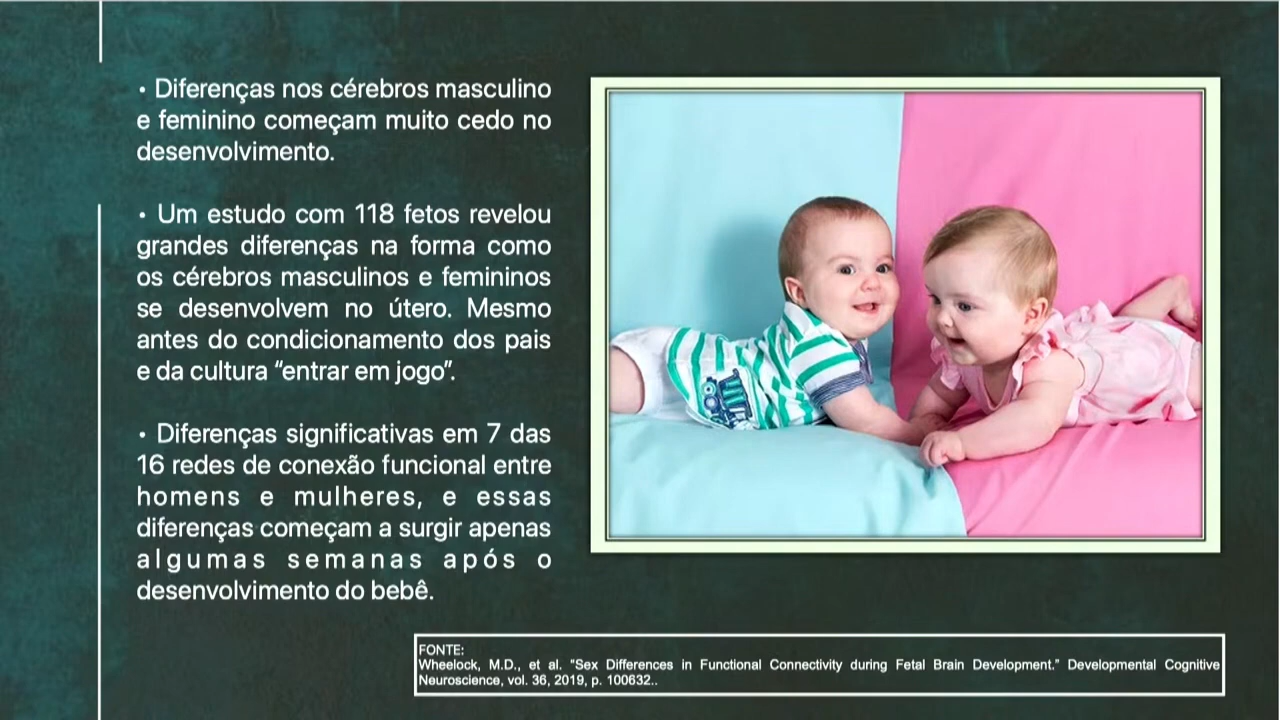 • Diferenças nos cérebros masculino
e feminino começam muito cedo no
desenvolvimento.
• Um estudo com 118 fetos revelou
grandes diferenças na forma como
os cérebros masculinos e femininos
se desenvolvem no útero. Mesmo
antes do condicionamento dos pais
e da cultura “entrar em jogo”.
• Diferenças significativas em 7 das
16 redes de conexão funcional entre
homens e mulheres, e essas
diferenças começam a surgir apenas
algumas semanas após o
desenvolvimento do bebê.
FONTE:
Wheelock, M.D., et al. “Sex Differences in Functional Connectivity during Fetal Brain Development.” Developmental Cognitive
Neuroscience, vol. 36, 2019, p. 100632..